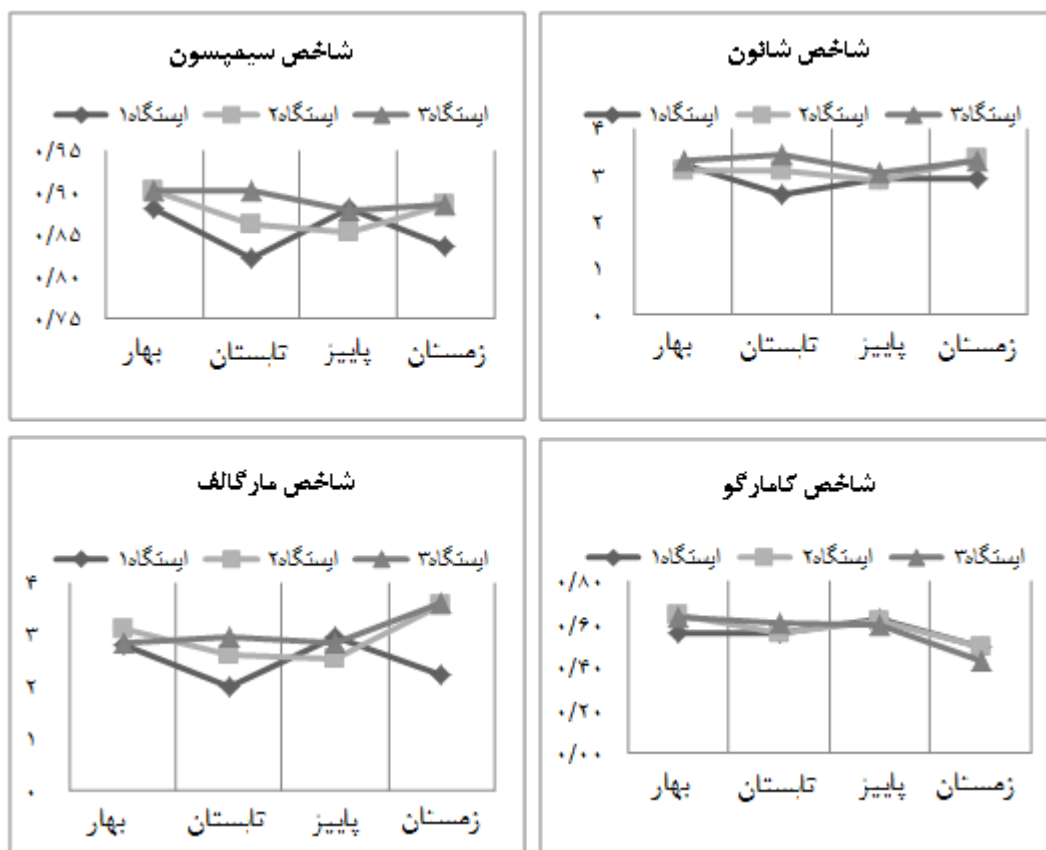 شاخص سیمپسون
ایستگاه۱ ایستگاه۲ ایستگاه۳
۰/۹۵
۰/۹۰
۰/۸۵
۰/۸۰
۰/۷۵
بهار تابستان پاییز زمستان
شاخص شانون
ایستگاه۱ ایستگاه۲ ایستگاه۳
۴
۳
۲
۱
۰
بهار تابستان پاییز زمستان
شاخص مارگالف
ایستگاه۱ ایستگاه۲ ایستگاه۳
۴
۳
۲
۱
۰
بهار تابستان پاییز زمستان
شاخص کامارگو
ایستگاه۱ ایستگاه۲ ایستگاه۳
۰/۸۰
۰/۶۰
۰/۴۰
۰/۲۰
۰/۰۰
بهار تابستان پاییز زمستان